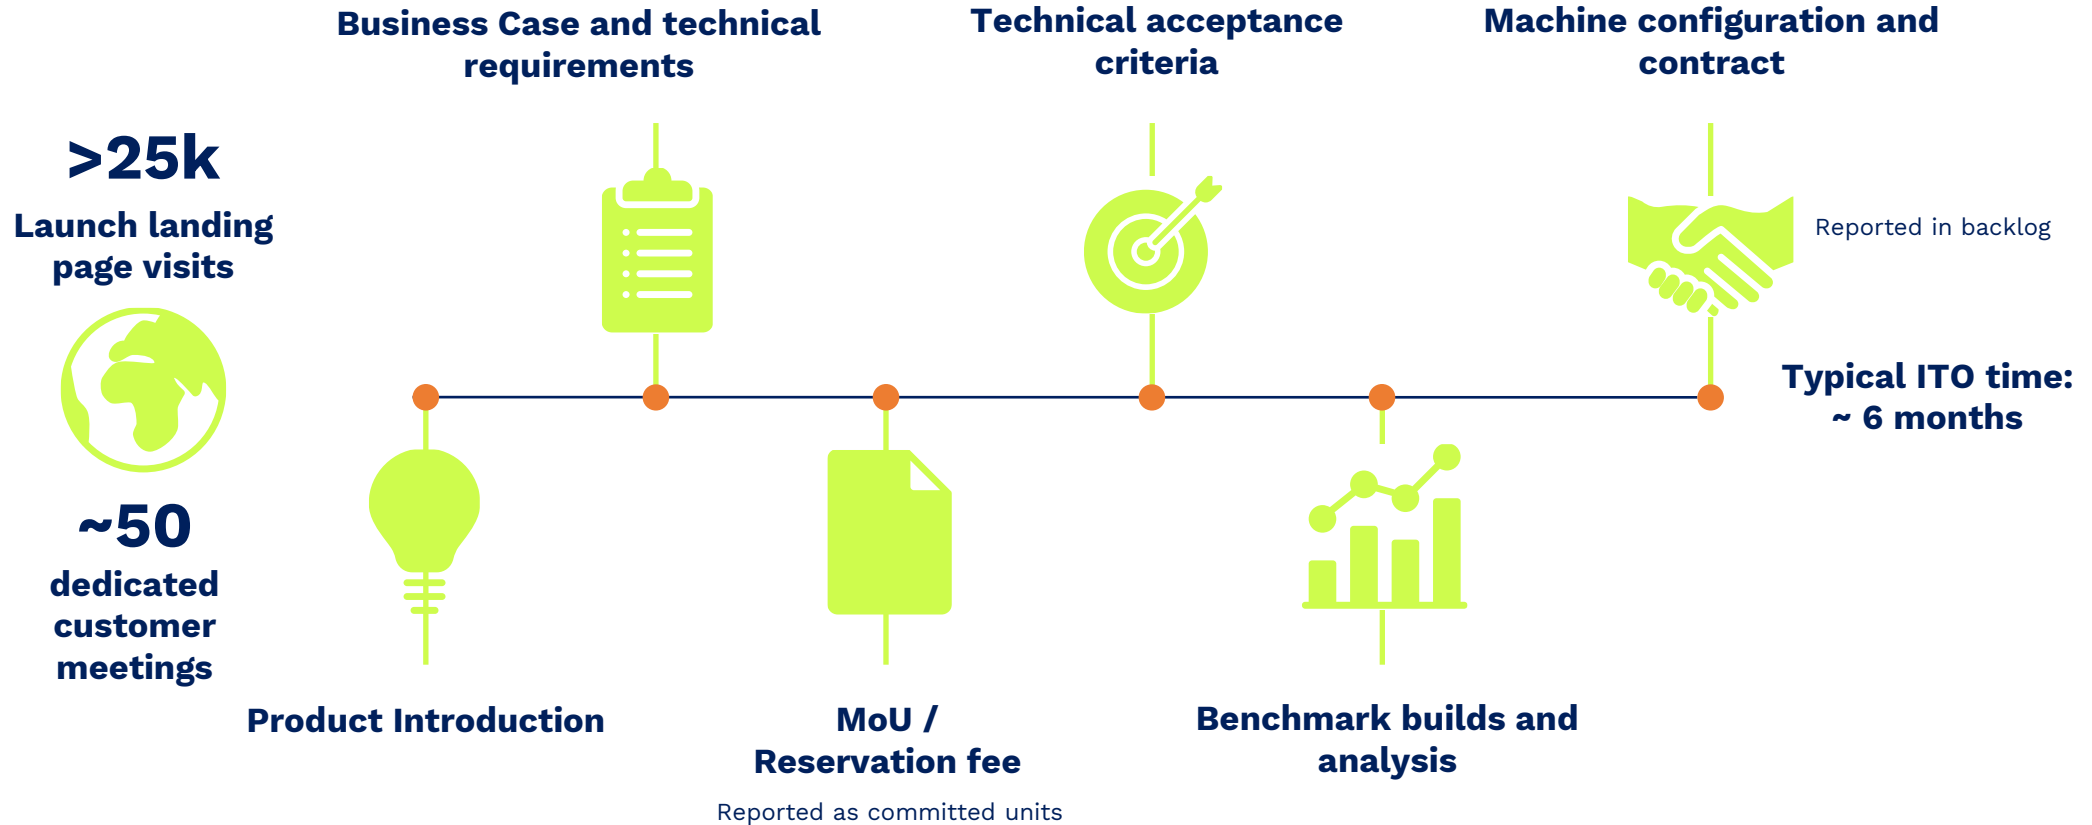 Business Case and technical
requirements
Technical acceptance
criteria
Machine configuration and
contract
>25k
Launch landing
page visits
Reported in backlog
Typical ITO time:
~ 6 months
~50
dedicated
customer
meetings
Product Introduction
MoU /
Reservation fee
Reported as committed units
Benchmark builds and
analysis